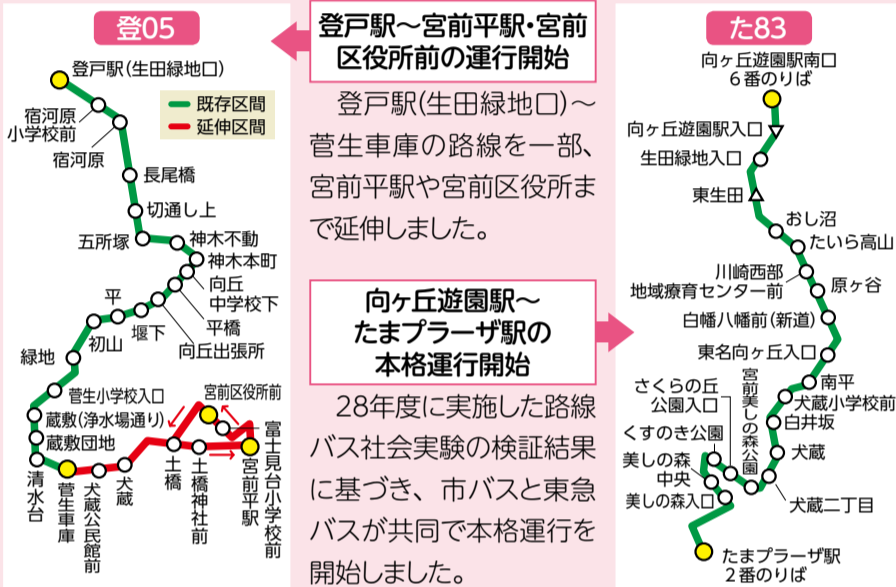 登05
登戸駅(生田緑地口)
既存区間
延伸区間
宿河原
小学校前
宿河原
長尾橋
切通し上
五所塚
神木不動
神木本町
向丘
中学校下
平橋
向丘出張所
堰下
平
初山
緑地
菅生小学校入口
蔵敷(浄水場通り)
蔵敷団地
清水台
菅生車庫
犬蔵公民館前
犬蔵
土橋
土橋神社前
宮前平駅
富士見台小学校前
宮前区役所前
登戸駅～宮前平駅・宮前
区役所前の運行開始
登戸駅(生田緑地口)～
菅生車庫の路線を一部、
宮前平駅や宮前区役所ま
で延伸しました。
向ヶ丘遊園駅～
たまプラーザ駅の
本格運行開始
28年度に実施した路線
バス社会実験の検証結果
に基づき、市バスと東急
バスが共同で本格運行を
開始しました。
た83
向ヶ丘遊園駅南口
6番のりば
向ヶ丘遊園駅入口
生田緑地入口
東生田
おし沼
たいら高山
川崎西部
地域療育センター前
原ヶ谷
白幡八幡前(新道)
東名向ヶ丘入口
南平
犬蔵小学校前
白井坂
犬蔵
犬蔵二丁目
宮前美しの森公園
さくらの丘
公園入口
くすのき公園
美しの森
中央
美しの森入口
たまプラーザ駅
2番のりば